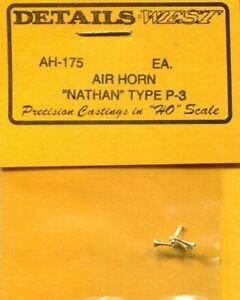 DETAILS WEST
AH-175 EA.
AIR HORN
"NATHAN" TYPE P-3
Precision Castings in "HO" Scale